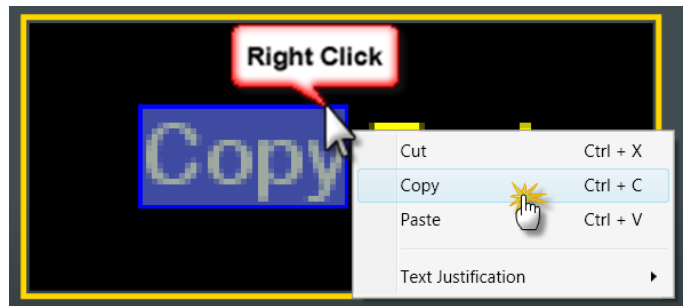 Right Click
Copy
Cut Ctrl + X
Copy Ctrl + C
Paste Ctrl + V
Text Justification